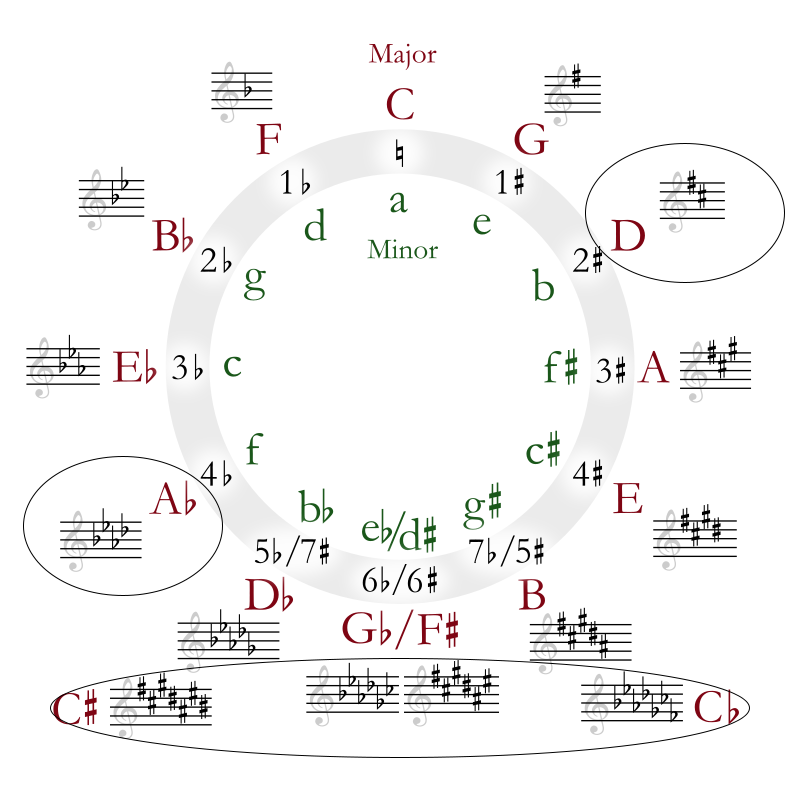 Major
C
F
G
♮
1♭
1♯
a
d
e
B♭
D
Minor
2♭
2♯
g
b
E♭
3♭
c
f♯
3♯
A
f
c♯
4♭
4♯
A♭
E
b♭
g♯
e♭/d♯
5♭/7♯
7♭/5♯
6♭/6♯
D♭
B
G♭/F♯
C♯
C♭